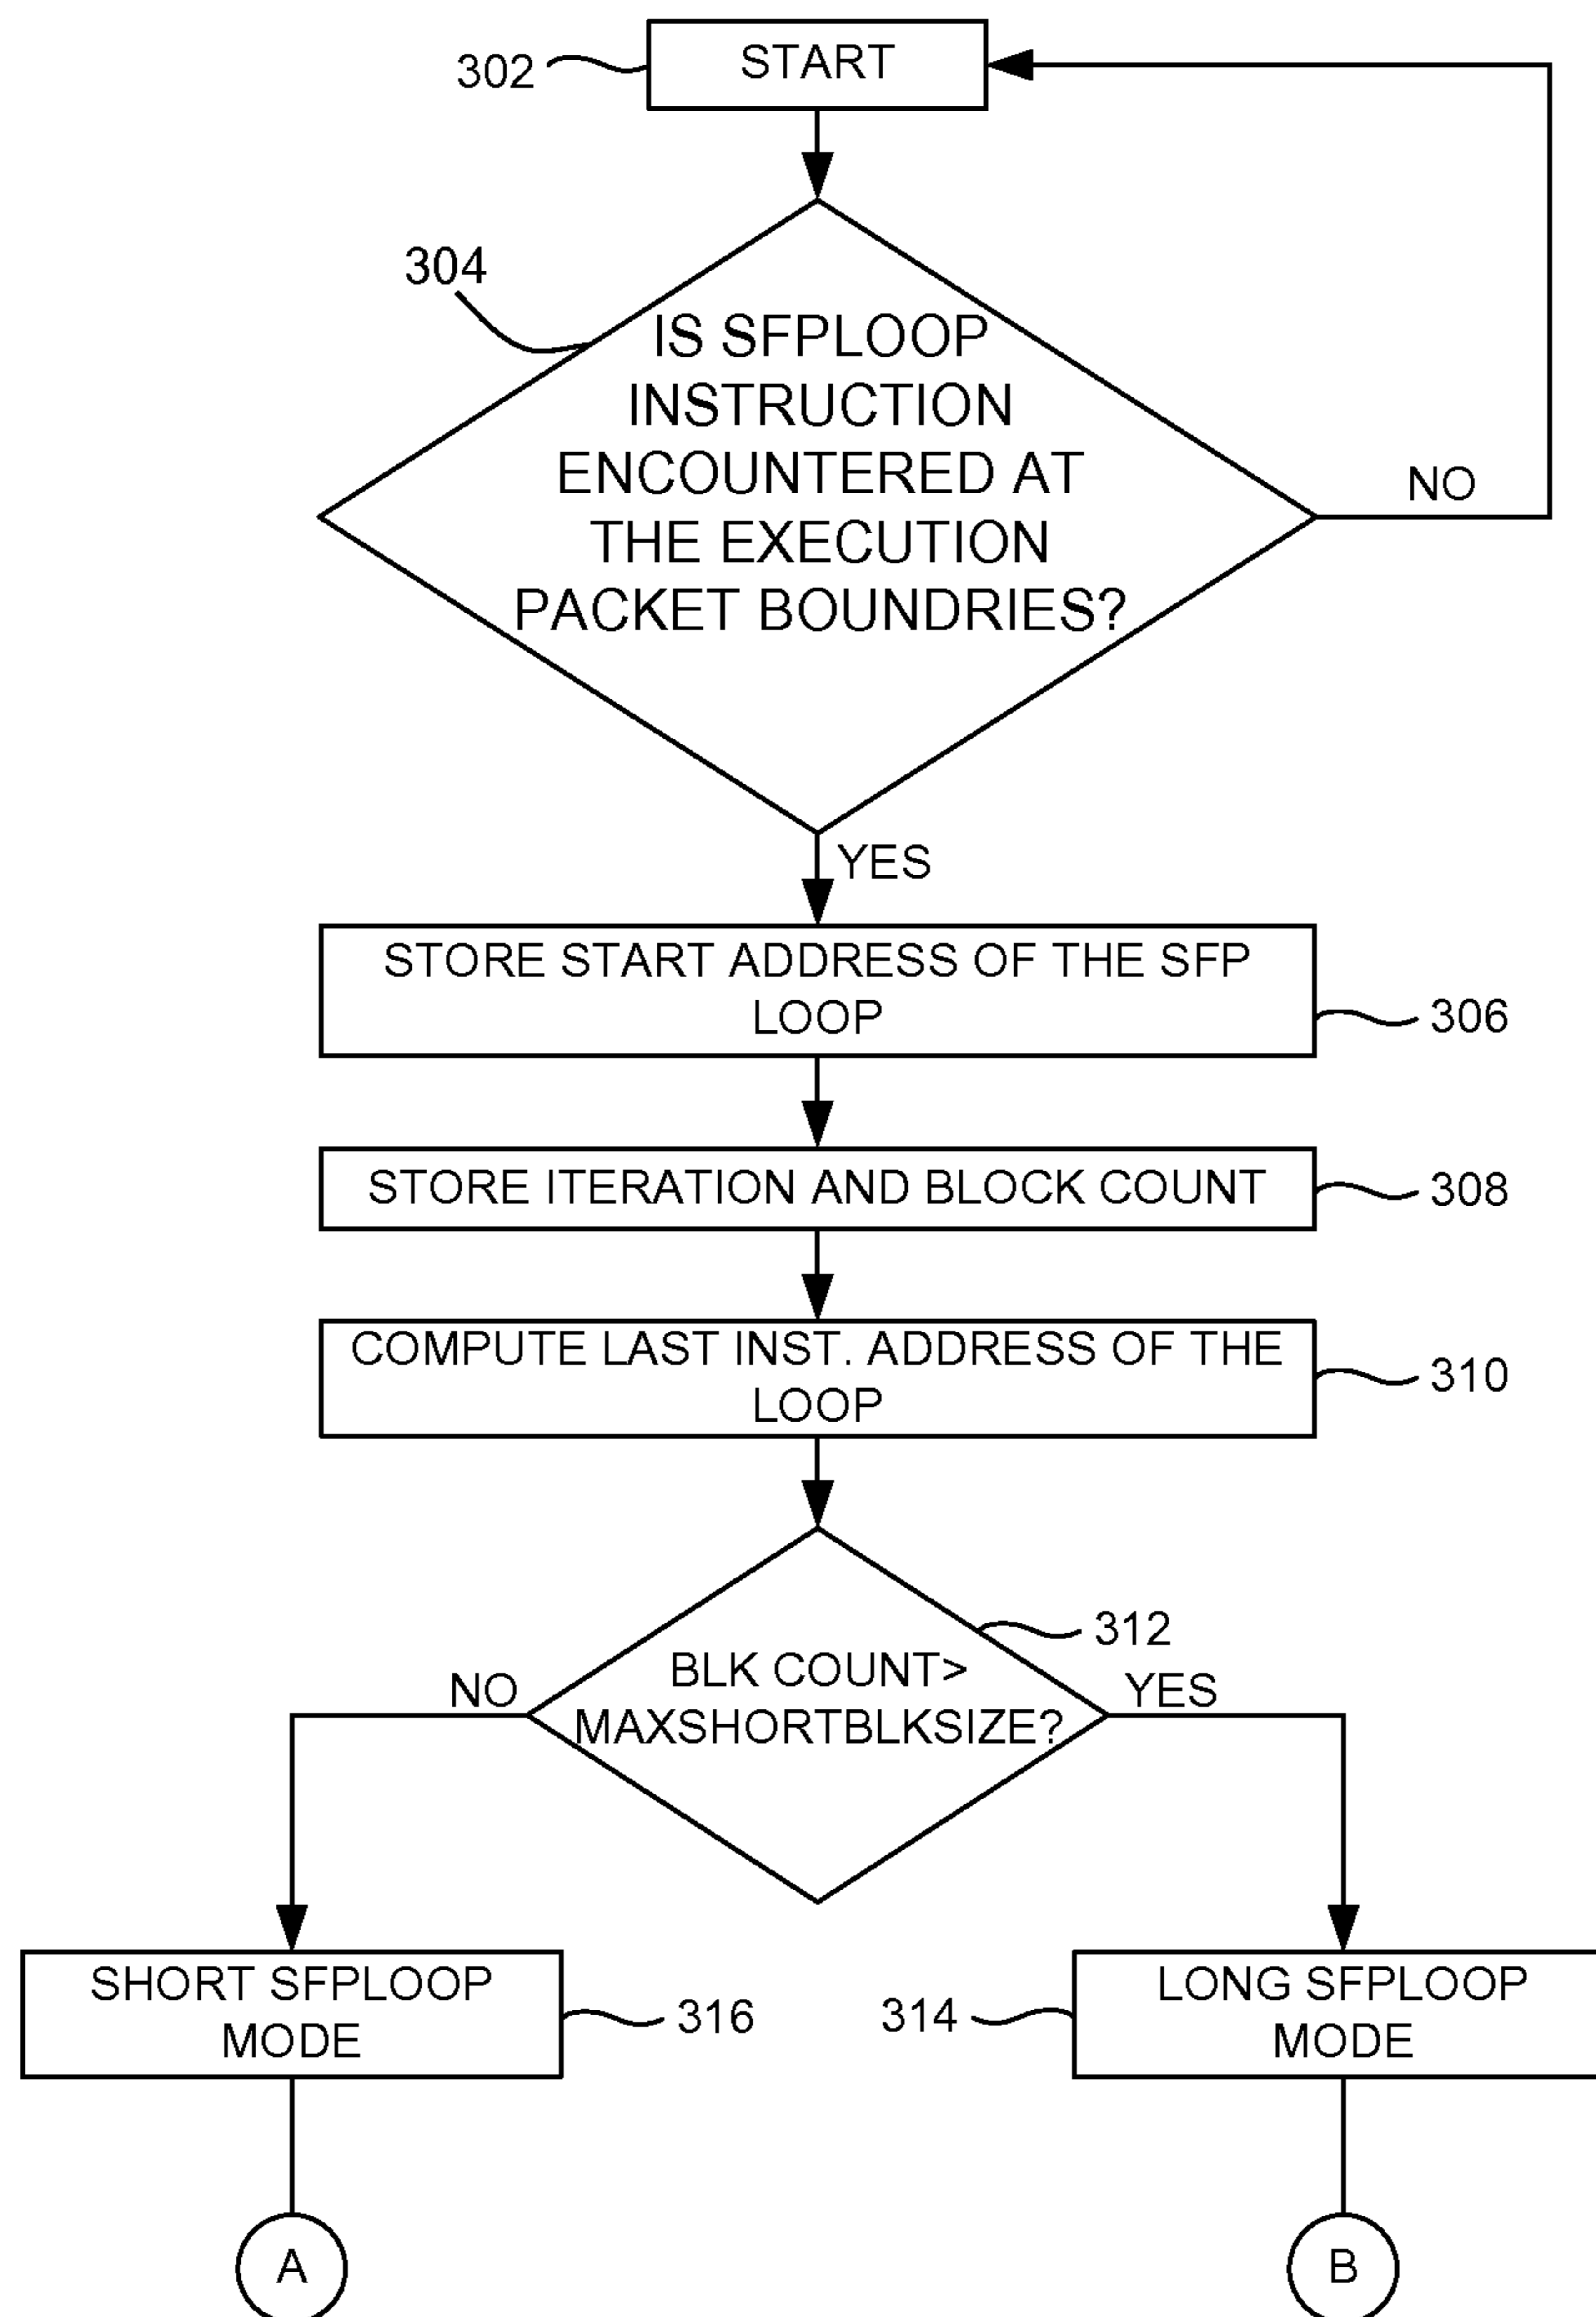 302
START
304
IS SFPLOOP
INSTRUCTION
ENCOUNTERED AT
THE EXECUTION
PACKET BOUNDRIES?
NO
YES
STORE START ADDRESS OF THE SFP
LOOP
306
STORE ITERATION AND BLOCK COUNT
308
COMPUTE LAST INST. ADDRESS OF THE
LOOP
310
312
NO
BLK COUNT>
MAXSHORTBLKSIZE?
YES
SHORT SFPLOOP
MODE
316
314
LONG SFPLOOP
MODE
A
B